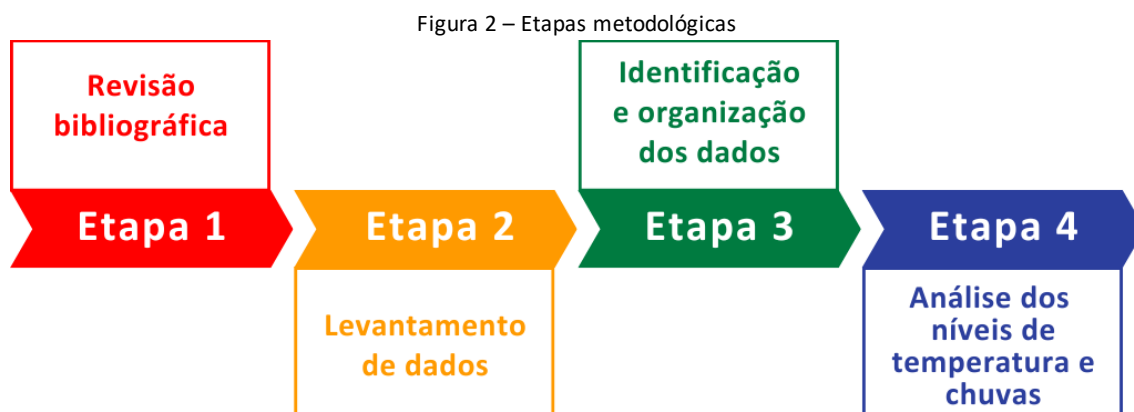 Figura 2 – Etapas metodológicas
Revisão
bibliográfica
Etapa 1
Etapa 2
Levantamento
de dados
Identificação
e organização
dos dados
Etapa 3
Etapa 4
Análise dos
níveis de
temperatura e
chuvas